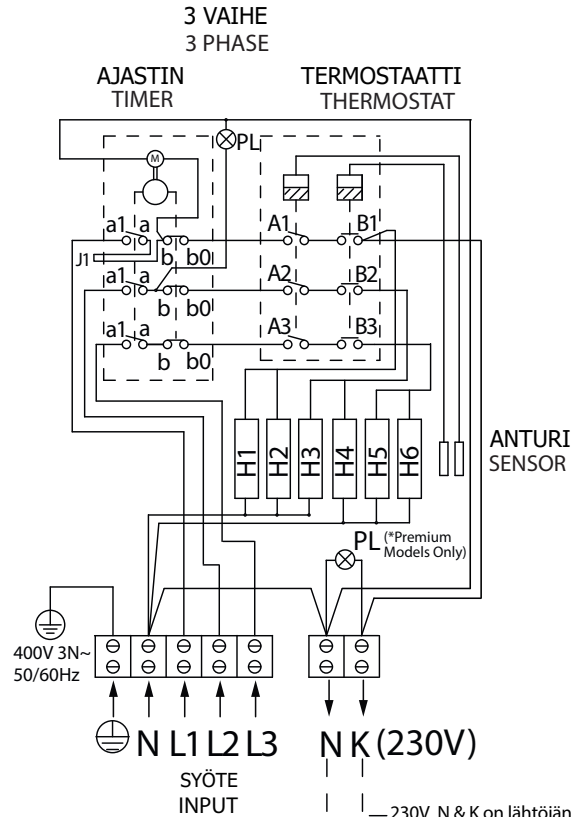 3 VAIHE
3 PHASE
AJASTIN
TIMER
TERMOSTAATTI
THERMOSTAT
PL
M
a1 a
b b0
J1
A1
B1
a1 a
b b0
A2
B2
a1 a
b b0
A3
B3
H1
H2
H3
H4
H5
H6
ANTURI
SENSOR
PL (*Premium
Models Only)
400V 3N~
50/60Hz
N L1 L2 L3
N K (230V)
SYÖTE
INPUT
230V, N & K on lähtöjän